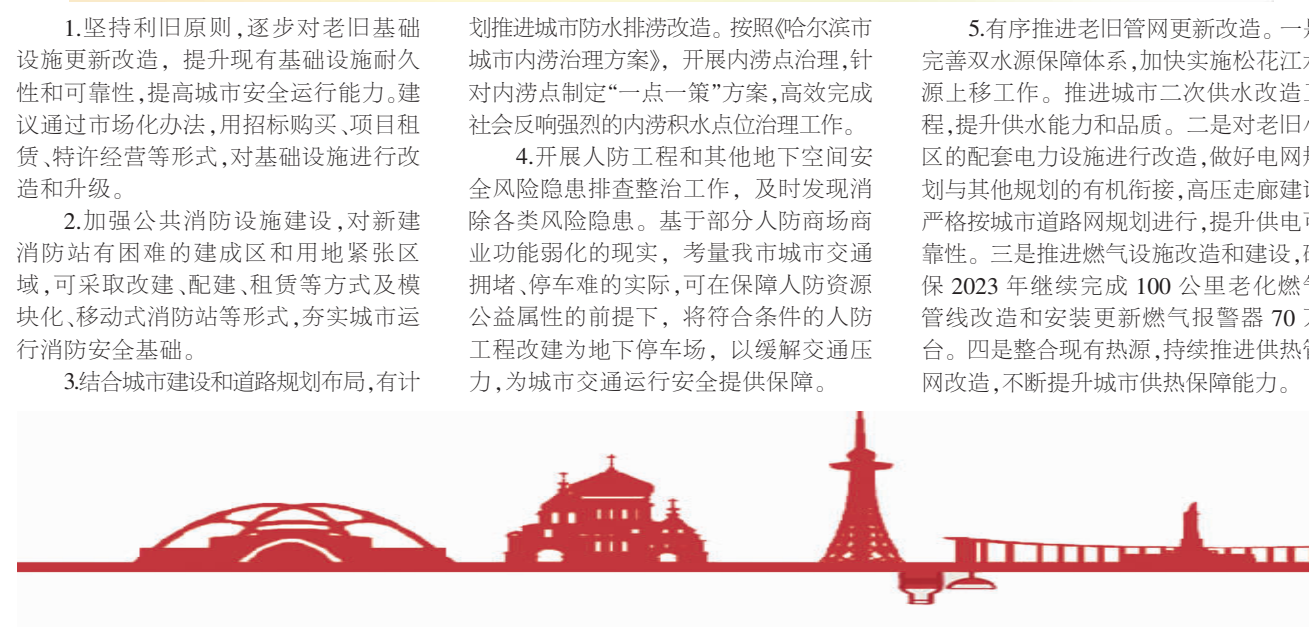 1.坚持利旧原则,逐步对老旧基础
设施更新改造，提升现有基础设施耐久
性和可靠性,提高城市安全运行能力。建
议通过市场化办法,用招标购买、项目租
赁、特许经营等形式,对基础设施进行改
造和升级。
2.加强公共消防设施建设,对新建
消防站有困难的建成区和用地紧张区
域,可采取改建、配建、租赁等方式及模
块化、移动式消防站等形式,夯实城市运
行消防安全基础。
3.结合城市建设和道路规划布局,有计
划推进城市防水排涝改造。按照《哈尔滨市
城市内涝治理方案》，开展内涝点治理,针
对内涝点制定“一点一策”方案,高效完成
社会反响强烈的内涝积水点位治理工作。
4.开展人防工程和其他地下空间安
全风险隐患排查整治工作，及时发现消
除各类风险隐患。基于部分人防商场商
业功能弱化的现实，考量我市城市交通
拥堵、停车难的实际,可在保障人防资源
公益属性的前提下，将符合条件的人防
工程改建为地下停车场，以缓解交通压
力,为城市交通运行安全提供保障。
5.有序推进老旧管网更新改造。一
完善双水源保障体系,加快实施松花江
源上移工作。推进城市二次供水改造
程,提升供水能力和品质。二是对老旧
区的配套电力设施进行改造,做好电网
划与其他规划的有机衔接,高压走廊建
严格按城市道路网规划进行,提升供电
靠性。三是推进燃气设施改造和建设,
保 2023 年继续完成 100 公里老化燃
管线改造和安装更新燃气报警器 70
台。四是整合现有热源,持续推进供热
网改造,不断提升城市供热保障能力。